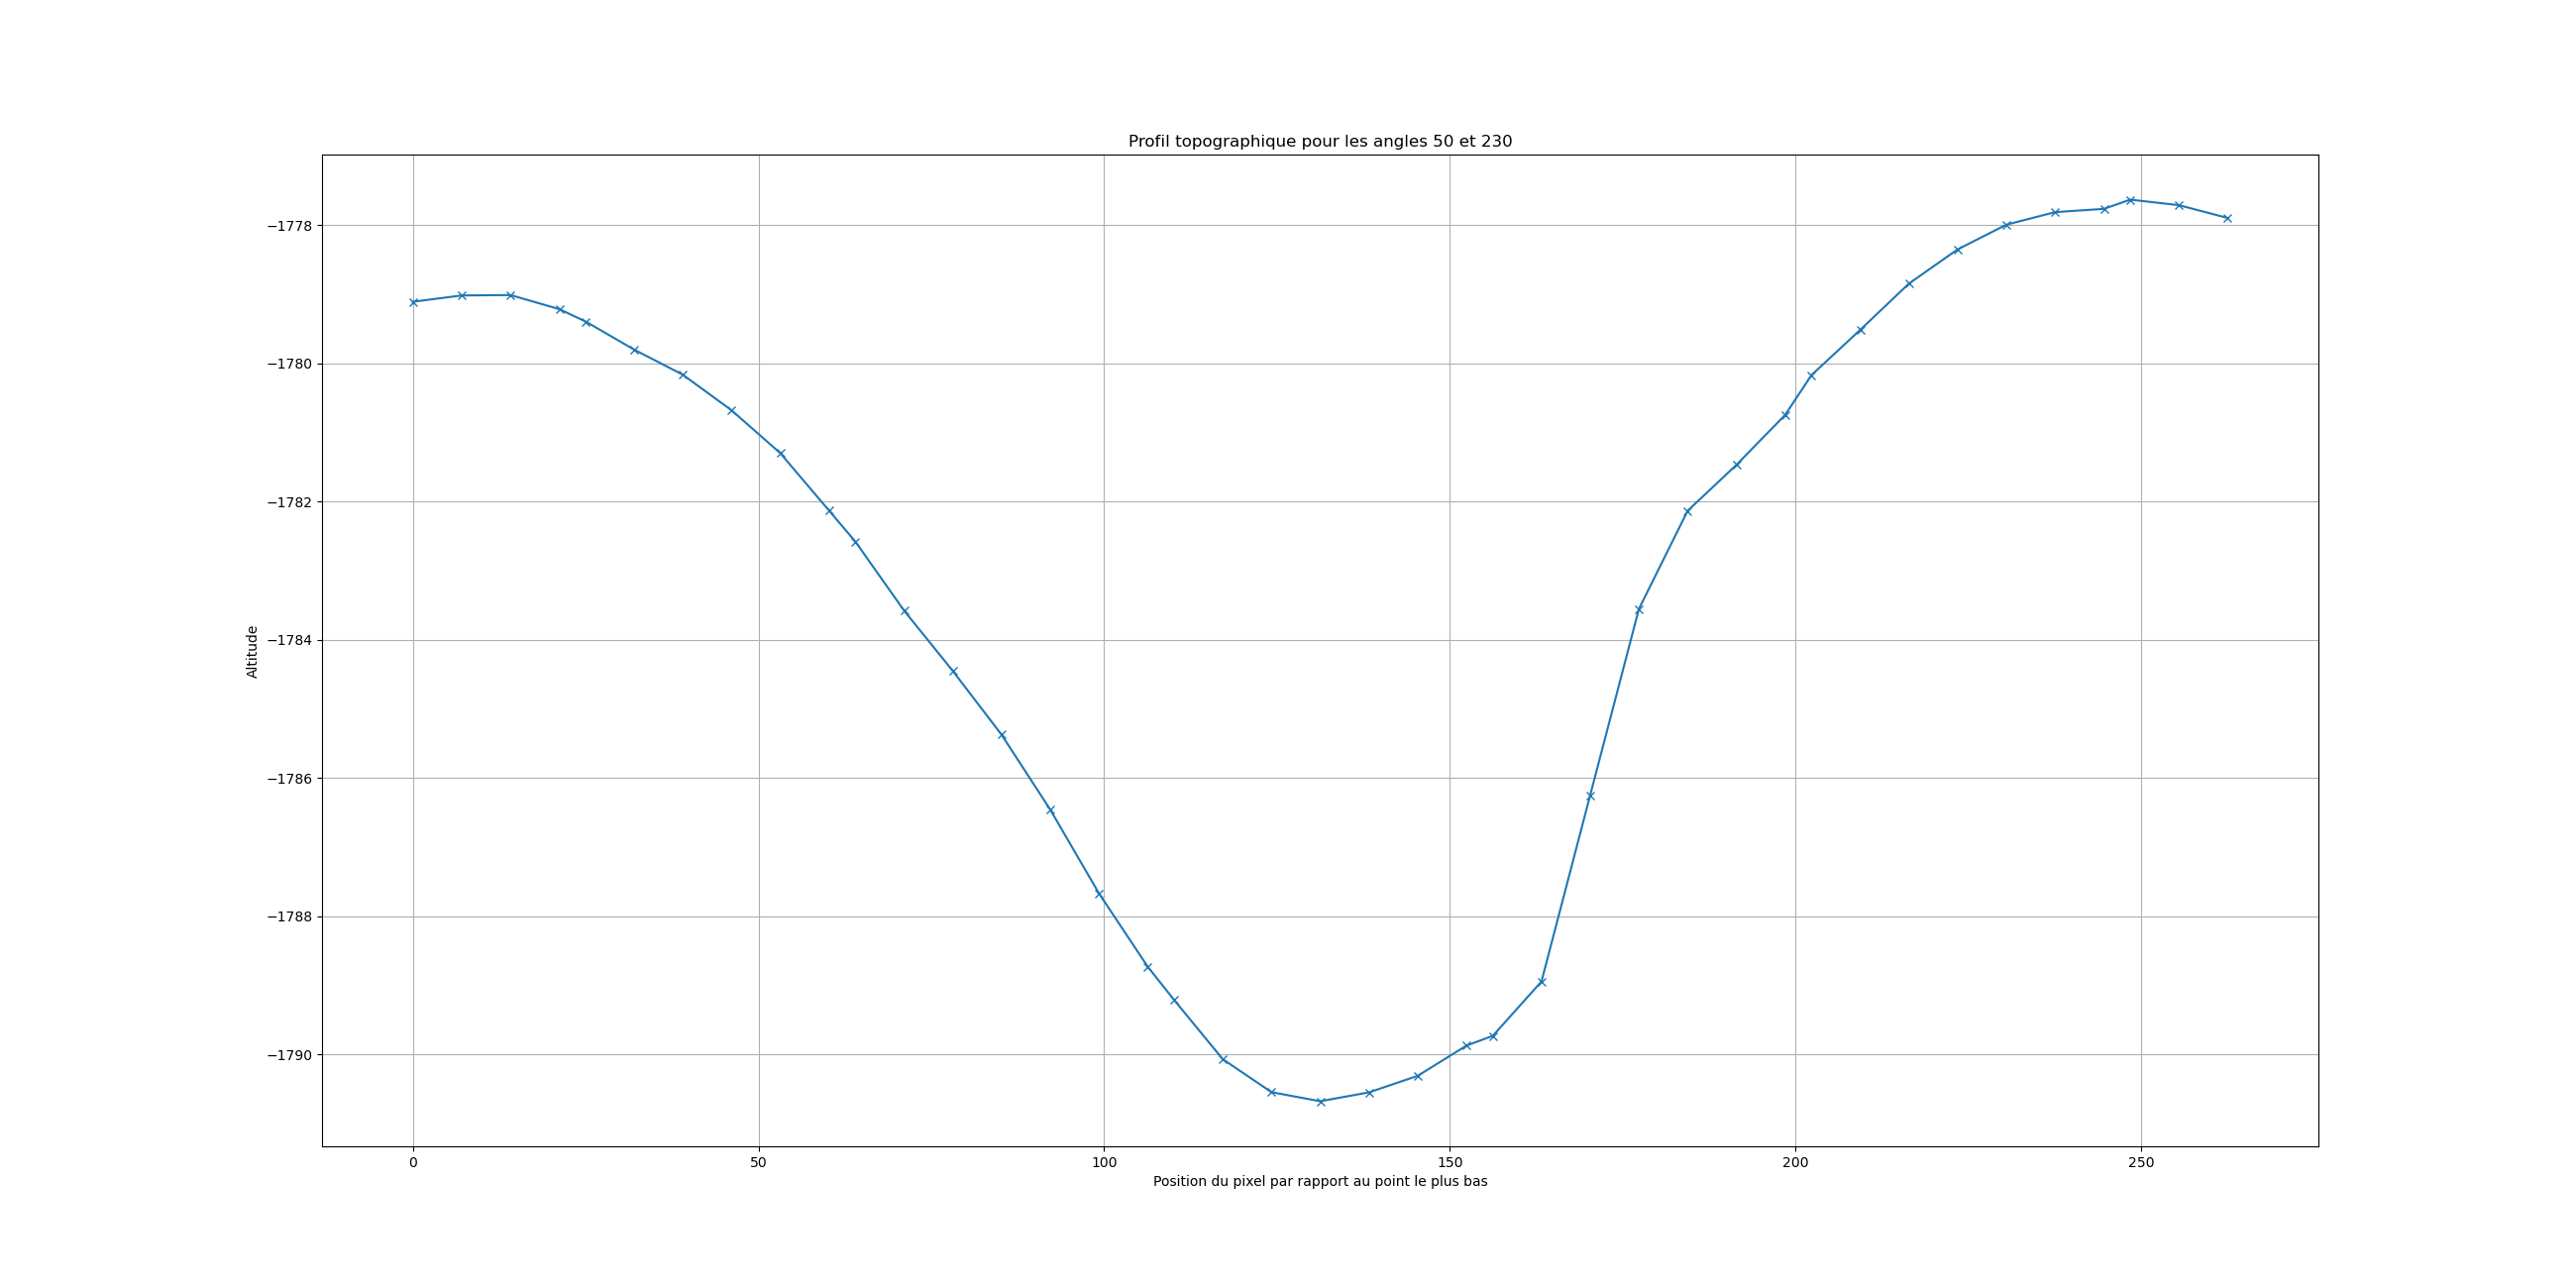 Profil topographique pour les angles 50 et 230
Altitude
−1778
−1780
−1782
−1784
−1786
−1788
−1790
0 50 100 150 200 250
Position du pixel par rapport au point le plus bas